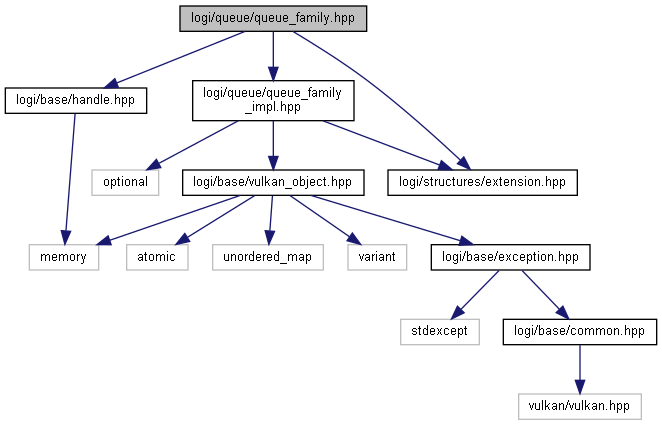 logi/queue/queue_family.hpp
logi/base/handle.hpp
logi/queue/queue_family
_impl.hpp
optional
logi/base/vulkan_object.hpp
logi/structures/extension.hpp
memory
atomic
unordered_map
variant
logi/base/exception.hpp
stdexcept
logi/base/common.hpp
vulkan/vulkan.hpp